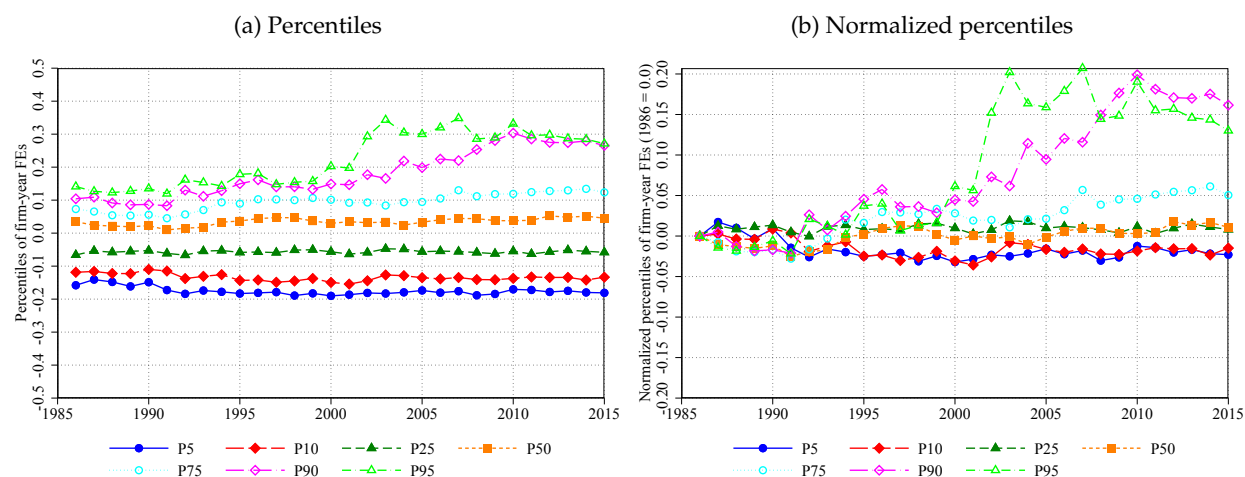 (a) Percentiles
Percentiles of firm-year FEs
0.5
0.4
0.3
0.2
0.1
0.0
-0.1
-0.2
-0.3
-0.4
-0.5
1985 1990 1995 2000 2005 2010 2015
P5 P10 P25 P50
P75 P90 P95
(b) Normalized percentiles
Normalized percentiles of firm-year FEs (1986 = 0.0)
0.20
0.15
0.10
0.05
0.00
-0.05
-0.10
-0.15
-0.20
1985 1990 1995 2000 2005 2010 2015
P5 P10 P25 P50
P75 P90 P95